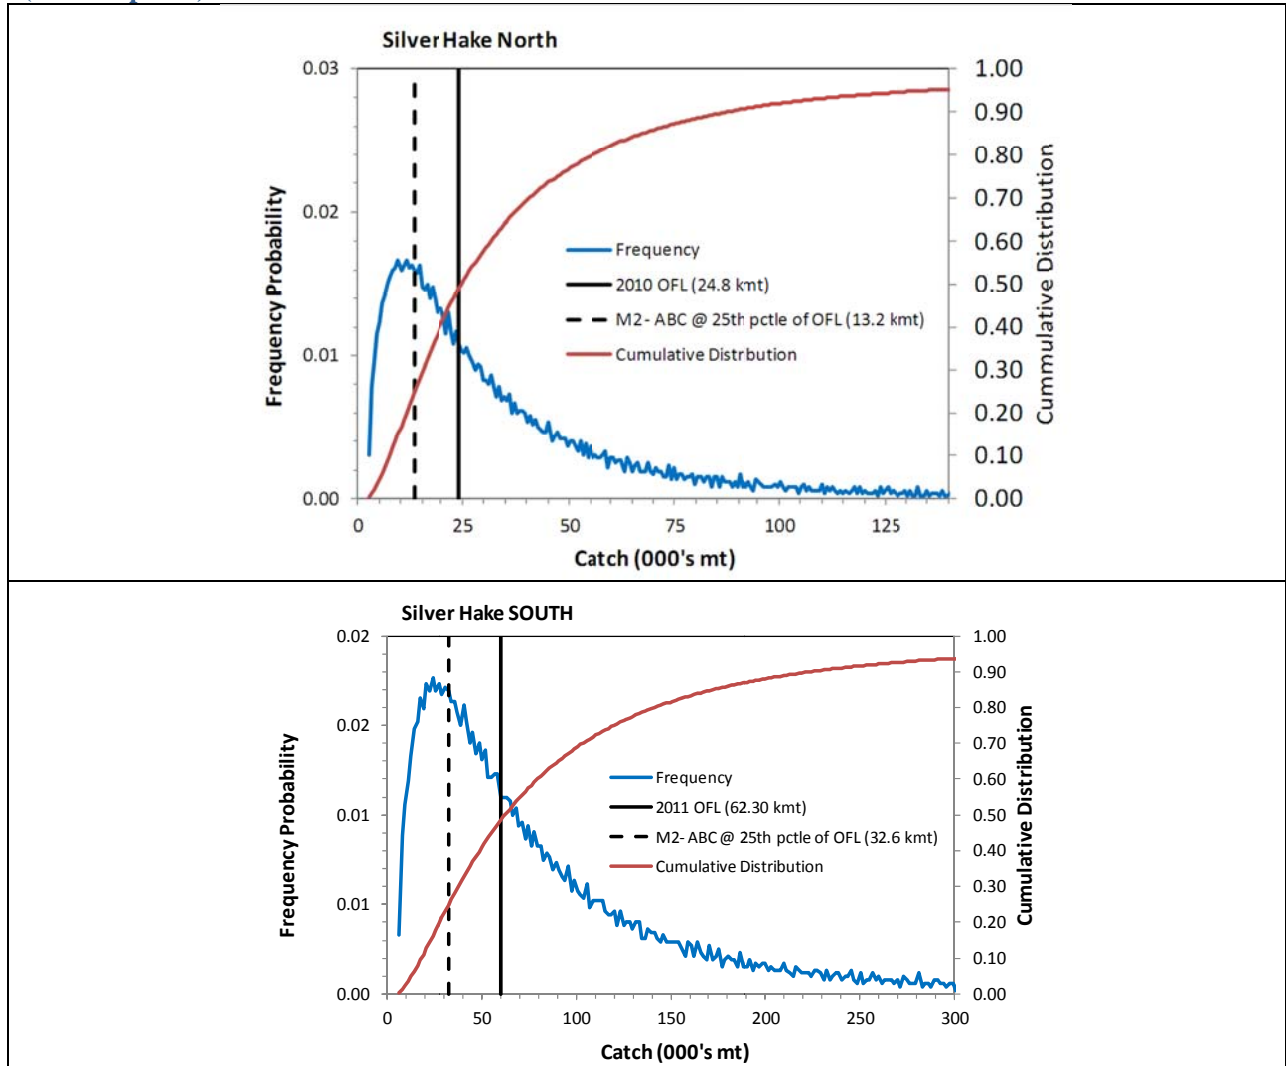 Silver Hake North
0.03
0.02
0.01
0.00
Frequency Probability
1.00
0.90
0.80
0.70
0.60
0.50
0.40
0.30
0.20
0.10
0.00
Cummulative Distribution
Frequency
2010 OFL (24.8 kmt)
M2- ABC @ 25th pctle of OFL (13.2 kmt)
Cumulative Distrbution
0 25 50 75 100 125
Catch (000's mt)
Silver Hake SOUTH
0.02
0.02
0.01
0.01
0.00
Frequency Probability
1.00
0.90
0.80
0.70
0.60
0.50
0.40
0.30
0.20
0.10
0.00
Cumulative Distribution
Frequency
2011 OFL (62.30 kmt)
M2- ABC @ 25th pctle of OFL (32.6 kmt)
Cumulative Distribution
0 50 100 150 200 250 300
Catch (000's mt)